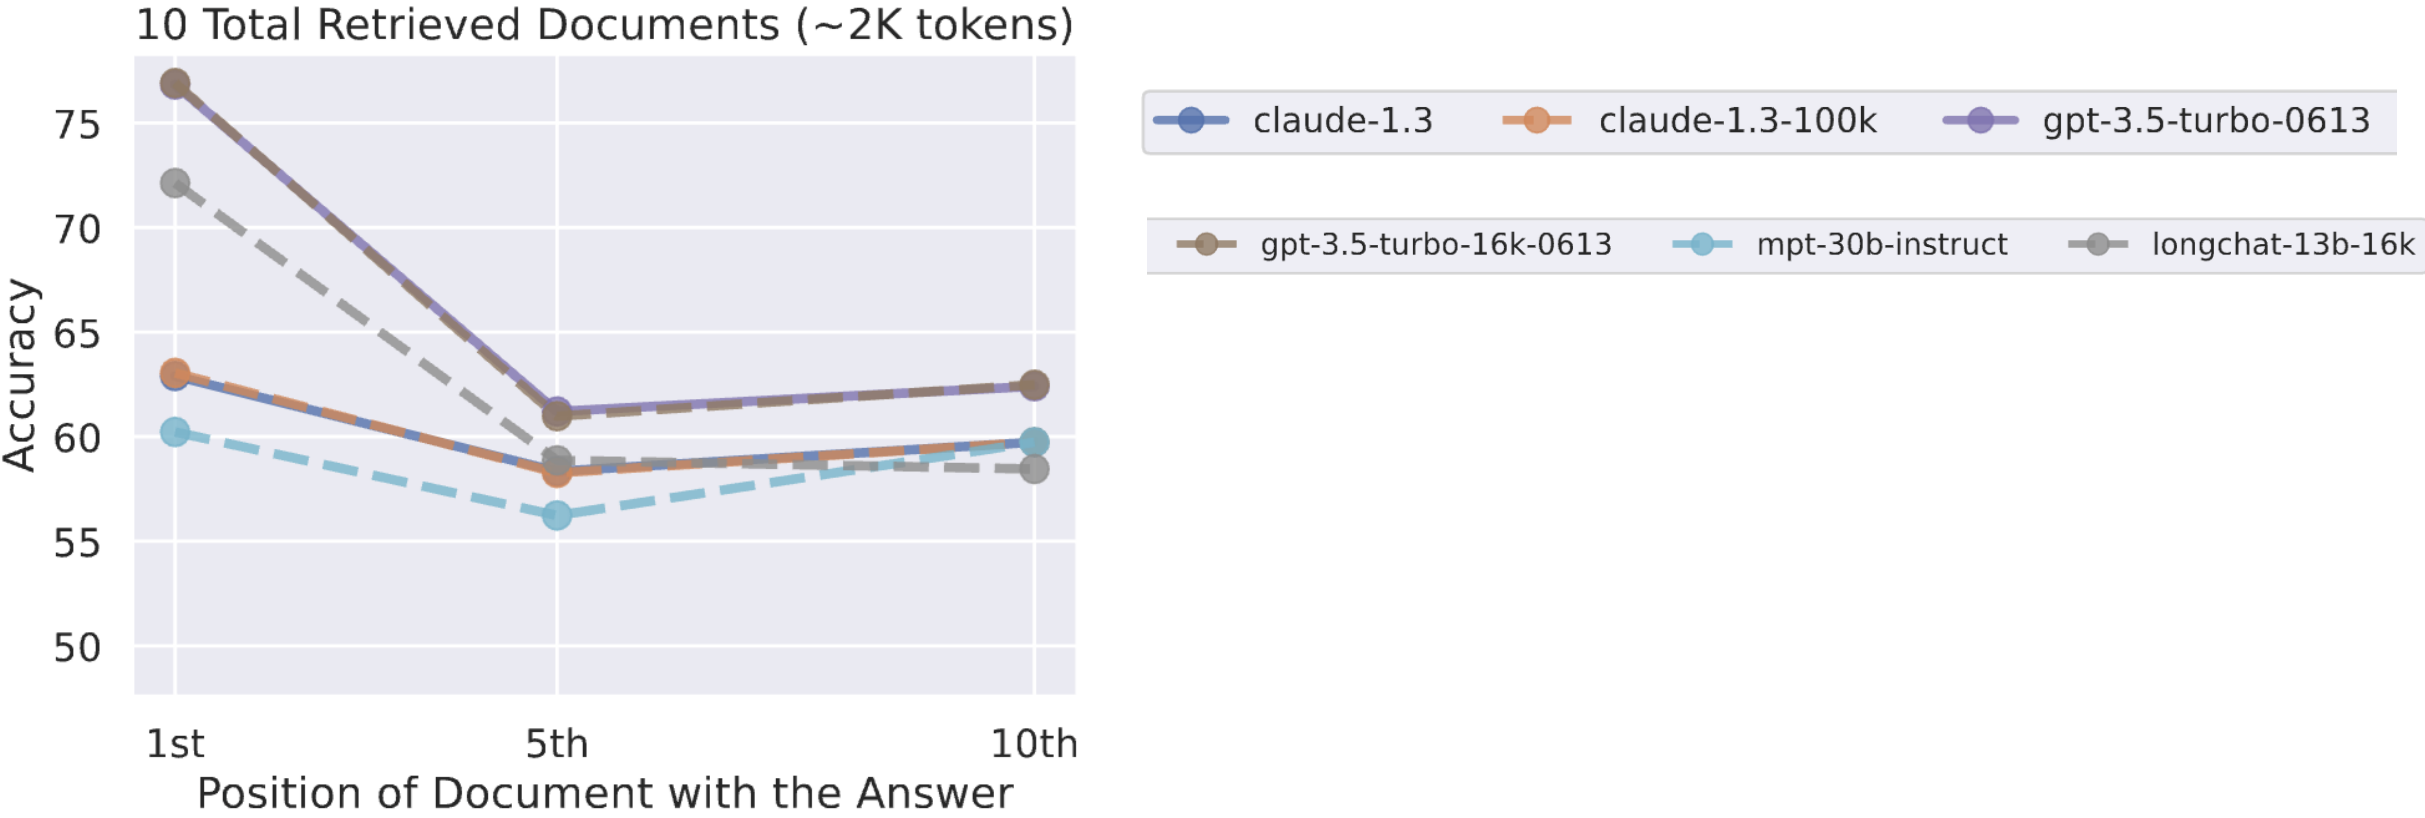 10 Total Retrieved Documents (~2K tokens)
75
70
65
60
55
50
Accuracy
1st 5th 10th
Position of Document with the Answer
claude-1.3 claude-1.3-100k gpt-3.5-turbo-0613
gpt-3.5-turbo-16k-0613 mpt-30b-instruct longchat-13b-16k